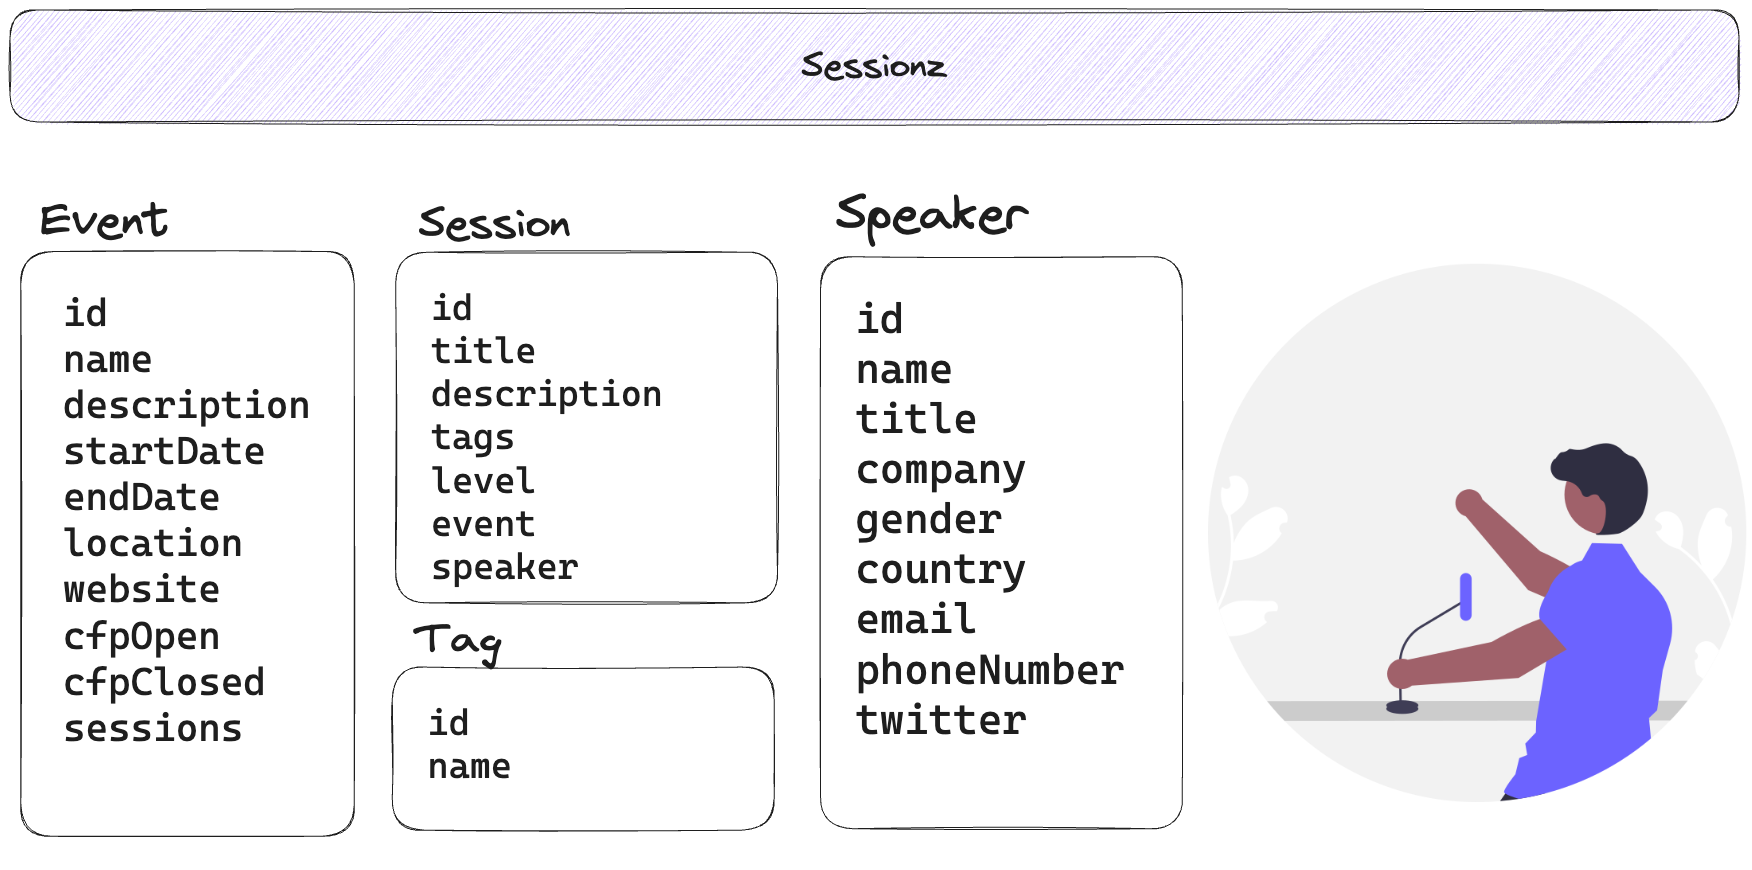 Sessionz
Event
id
name
description
startDate
endDate
location
website
cfpOpen
cfpClosed
sessions
Session
id
title
description
tags
level
event
speaker
Tag
id
name
Speaker
id
name
title
company
gender
country
email
phoneNumber
twitter